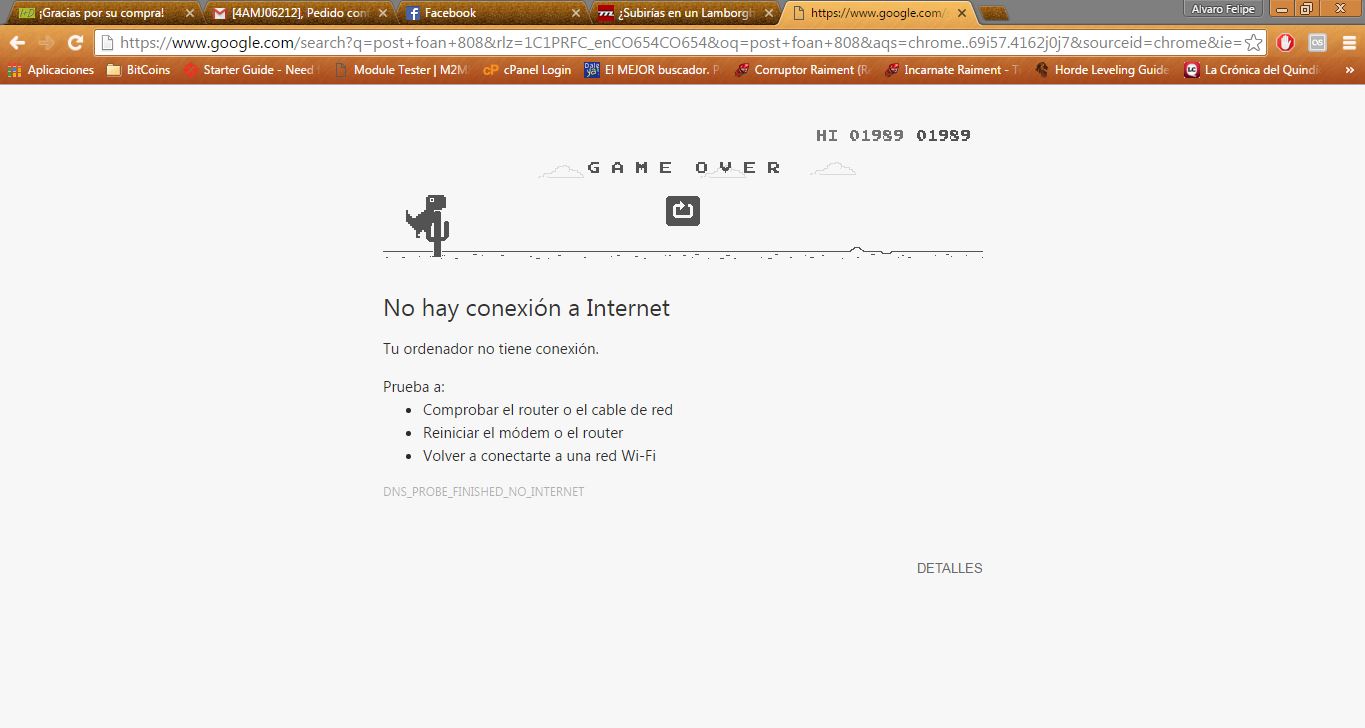 ¡Gracias por su compra!
[4AMJ06212], Pedido con
Facebook
¿Subirías en un Lamborgh
https://www.google.com/
Alvaro Felipe
https://www.google.com/search?q=post+foan+808&rlz=1C1PRFC_enCO654CO654&oq=post+foan+808&aqs=chrome..69i57.4162j0j7&sourceid=chrome&ie=
Aplicaciones
BitCoins
Starter Guide - Need
Module Tester | M2M
cP cPanel Login
El MEJOR buscador. P
Corruptor Raiment (R
Incarnate Raiment - T
Horde Leveling Guide
La Crónica del Quindi
»
HI 01989 01989
GAME OVER
No hay conexión a Internet
Tu ordenador no tiene conexión.
Prueba a:
• Comprobar el router o el cable de red
• Reiniciar el módem o el router
• Volver a conectarte a una red Wi-Fi
DNS_PROBE_FINISHED_NO_INTERNET
DETALLES